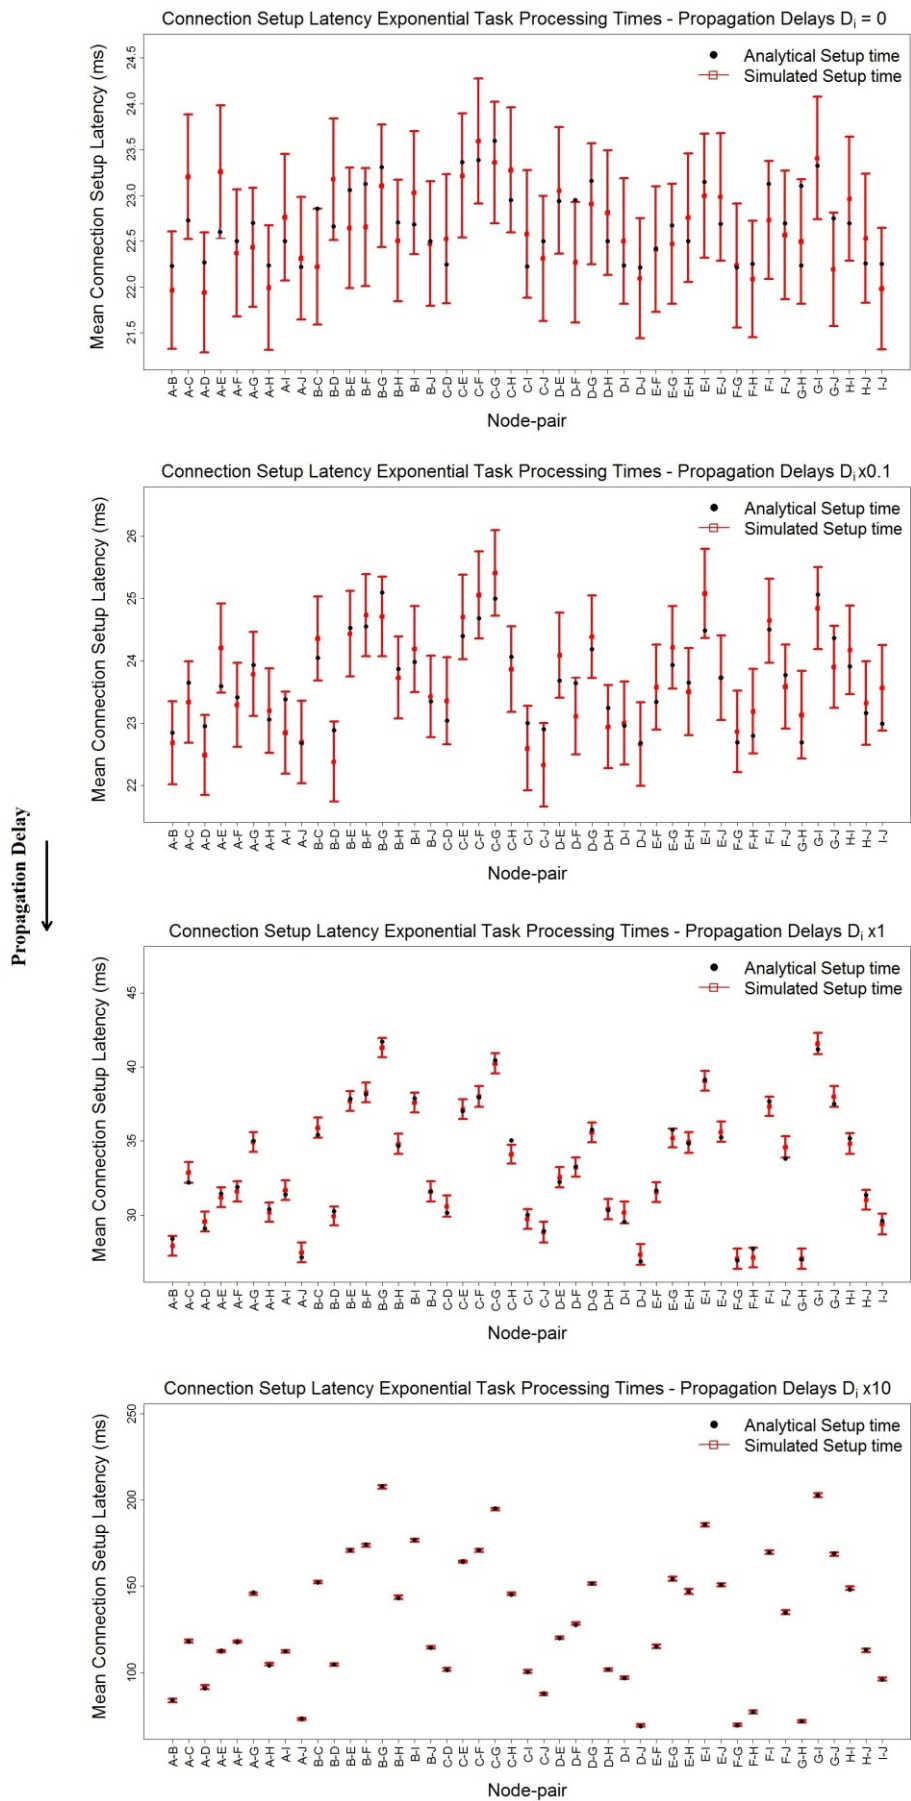 Connection Setup Latency Exponential Task Processing Times - Propagation Delays Di = 0
Mean Connection Setup Latency (ms)
24.5
24.0
23.5
23.0
22.5
22.0
21.5
Analytical Setup time
Simulated Setup time
A-B A-C A-D A-E A-F A-G A-H A-I A-J B-C B-D B-E B-F B-G B-H B-I B-J C-D C-E C-F C-G C-H C-I C-J D-E D-F D-G D-H D-I D-J E-F E-G E-H E-I E-J F-G F-H F-I F-J G-H G-I G-J H-I H-J I-J
Node-pair
Connection Setup Latency Exponential Task Processing Times - Propagation Delays Di x0.1
Mean Connection Setup Latency (ms)
26
25
24
23
22
Analytical Setup time
Simulated Setup time
A-B A-C A-D A-E A-F A-G A-H A-I A-J B-C B-D B-E B-F B-G B-H B-I B-J C-D C-E C-F C-G C-H C-I C-J D-E D-F D-G D-H D-I D-J E-F E-G E-H E-I E-J F-G F-H F-I F-J G-H G-I G-J H-I H-J I-J
Node-pair
Propagation Delay
Connection Setup Latency Exponential Task Processing Times - Propagation Delays Di x1
Mean Connection Setup Latency (ms)
45
40
35
30
Analytical Setup time
Simulated Setup time
A-B A-C A-D A-E A-F A-G A-H A-I A-J B-C B-D B-E B-F B-G B-H B-I B-J C-D C-E C-F C-G C-H C-I C-J D-E D-F D-G D-H D-I D-J E-F E-G E-H E-I E-J F-G F-H F-I F-J G-H G-I G-J H-I H-J I-J
Node-pair
Connection Setup Latency Exponential Task Processing Times - Propagation Delays Di x10
Mean Connection Setup Latency (ms)
250
200
150
100
Analytical Setup time
Simulated Setup time
A-B A-C A-D A-E A-F A-G A-H A-I A-J B-C B-D B-E B-F B-G B-H B-I B-J C-D C-E C-F C-G C-H C-I C-J D-E D-F D-G D-H D-I D-J E-F E-G E-H E-I E-J F-G F-H F-I F-J G-H G-I G-J H-I H-J I-J
Node-pair